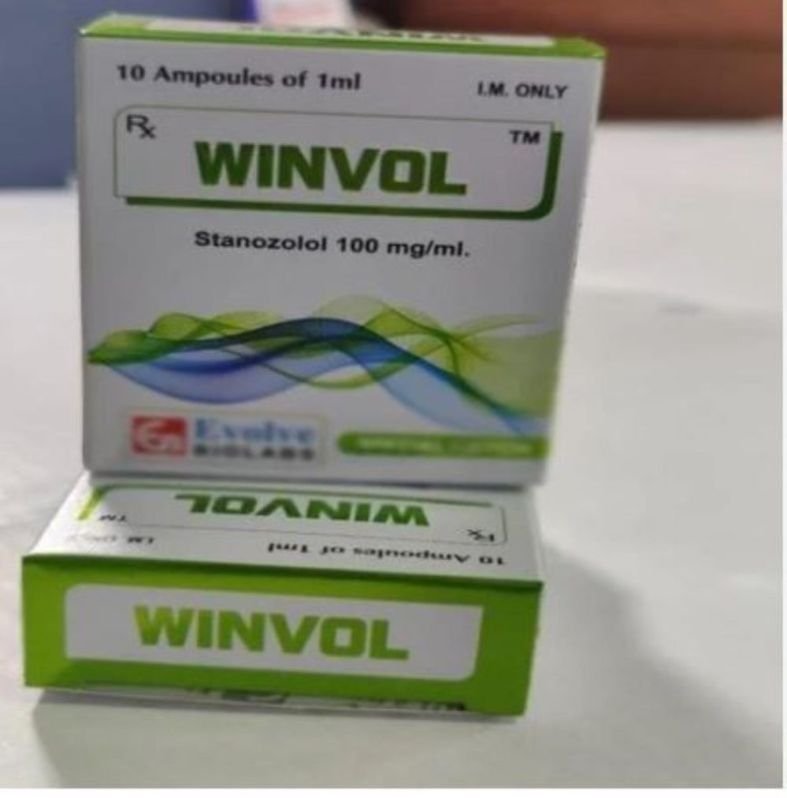 10 Ampoules of 1ml
I.M. ONLY
Rx
TM
WINVOL
Stanozolol 100 mg/ml.
Evolve
BIOLABS
WINVOL
TM
Rx
I.M. ONLY
10 Ampoules of 1ml
WINVOL